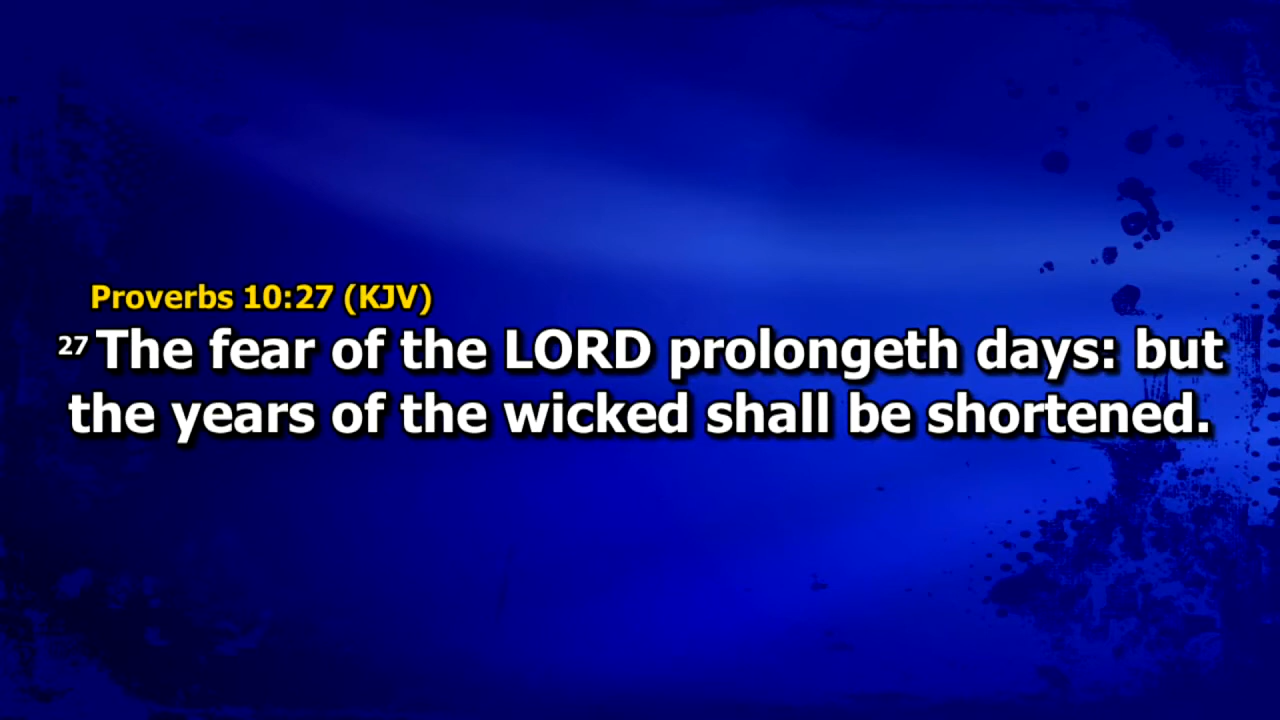 Proverbs 10:27 (KJV)
27 The fear of the LORD prolongeth days: but
the years of the wicked shall be shortened.